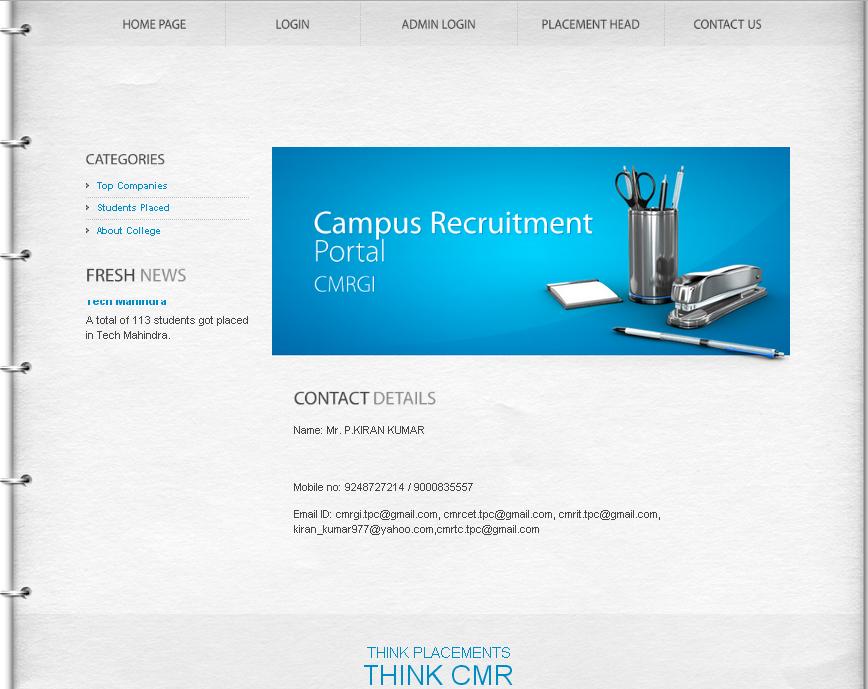 HOME PAGE LOGIN ADMIN LOGIN PLACEMENT HEAD CONTACT US
CATEGORIES
Top Companies
Students Placed
About College
FRESH NEWS
Tech Mahindra
A total of 113 students got placed
in Tech Mahindra.
Campus Recruitment
Portal
CMRGI
CONTACT DETAILS
Name: Mr. P.KIRAN KUMAR
Mobile no: 9248727214 / 9000835557
Email ID: cmrgi.tpc@gmail.com, cmrcet.tpc@gmail.com, cmrit.tpc@gmail.com,
kiran_kumar977@yahoo.com,cmrtc.tpc@gmail.com
THINK PLACEMENTS
THINK CMR